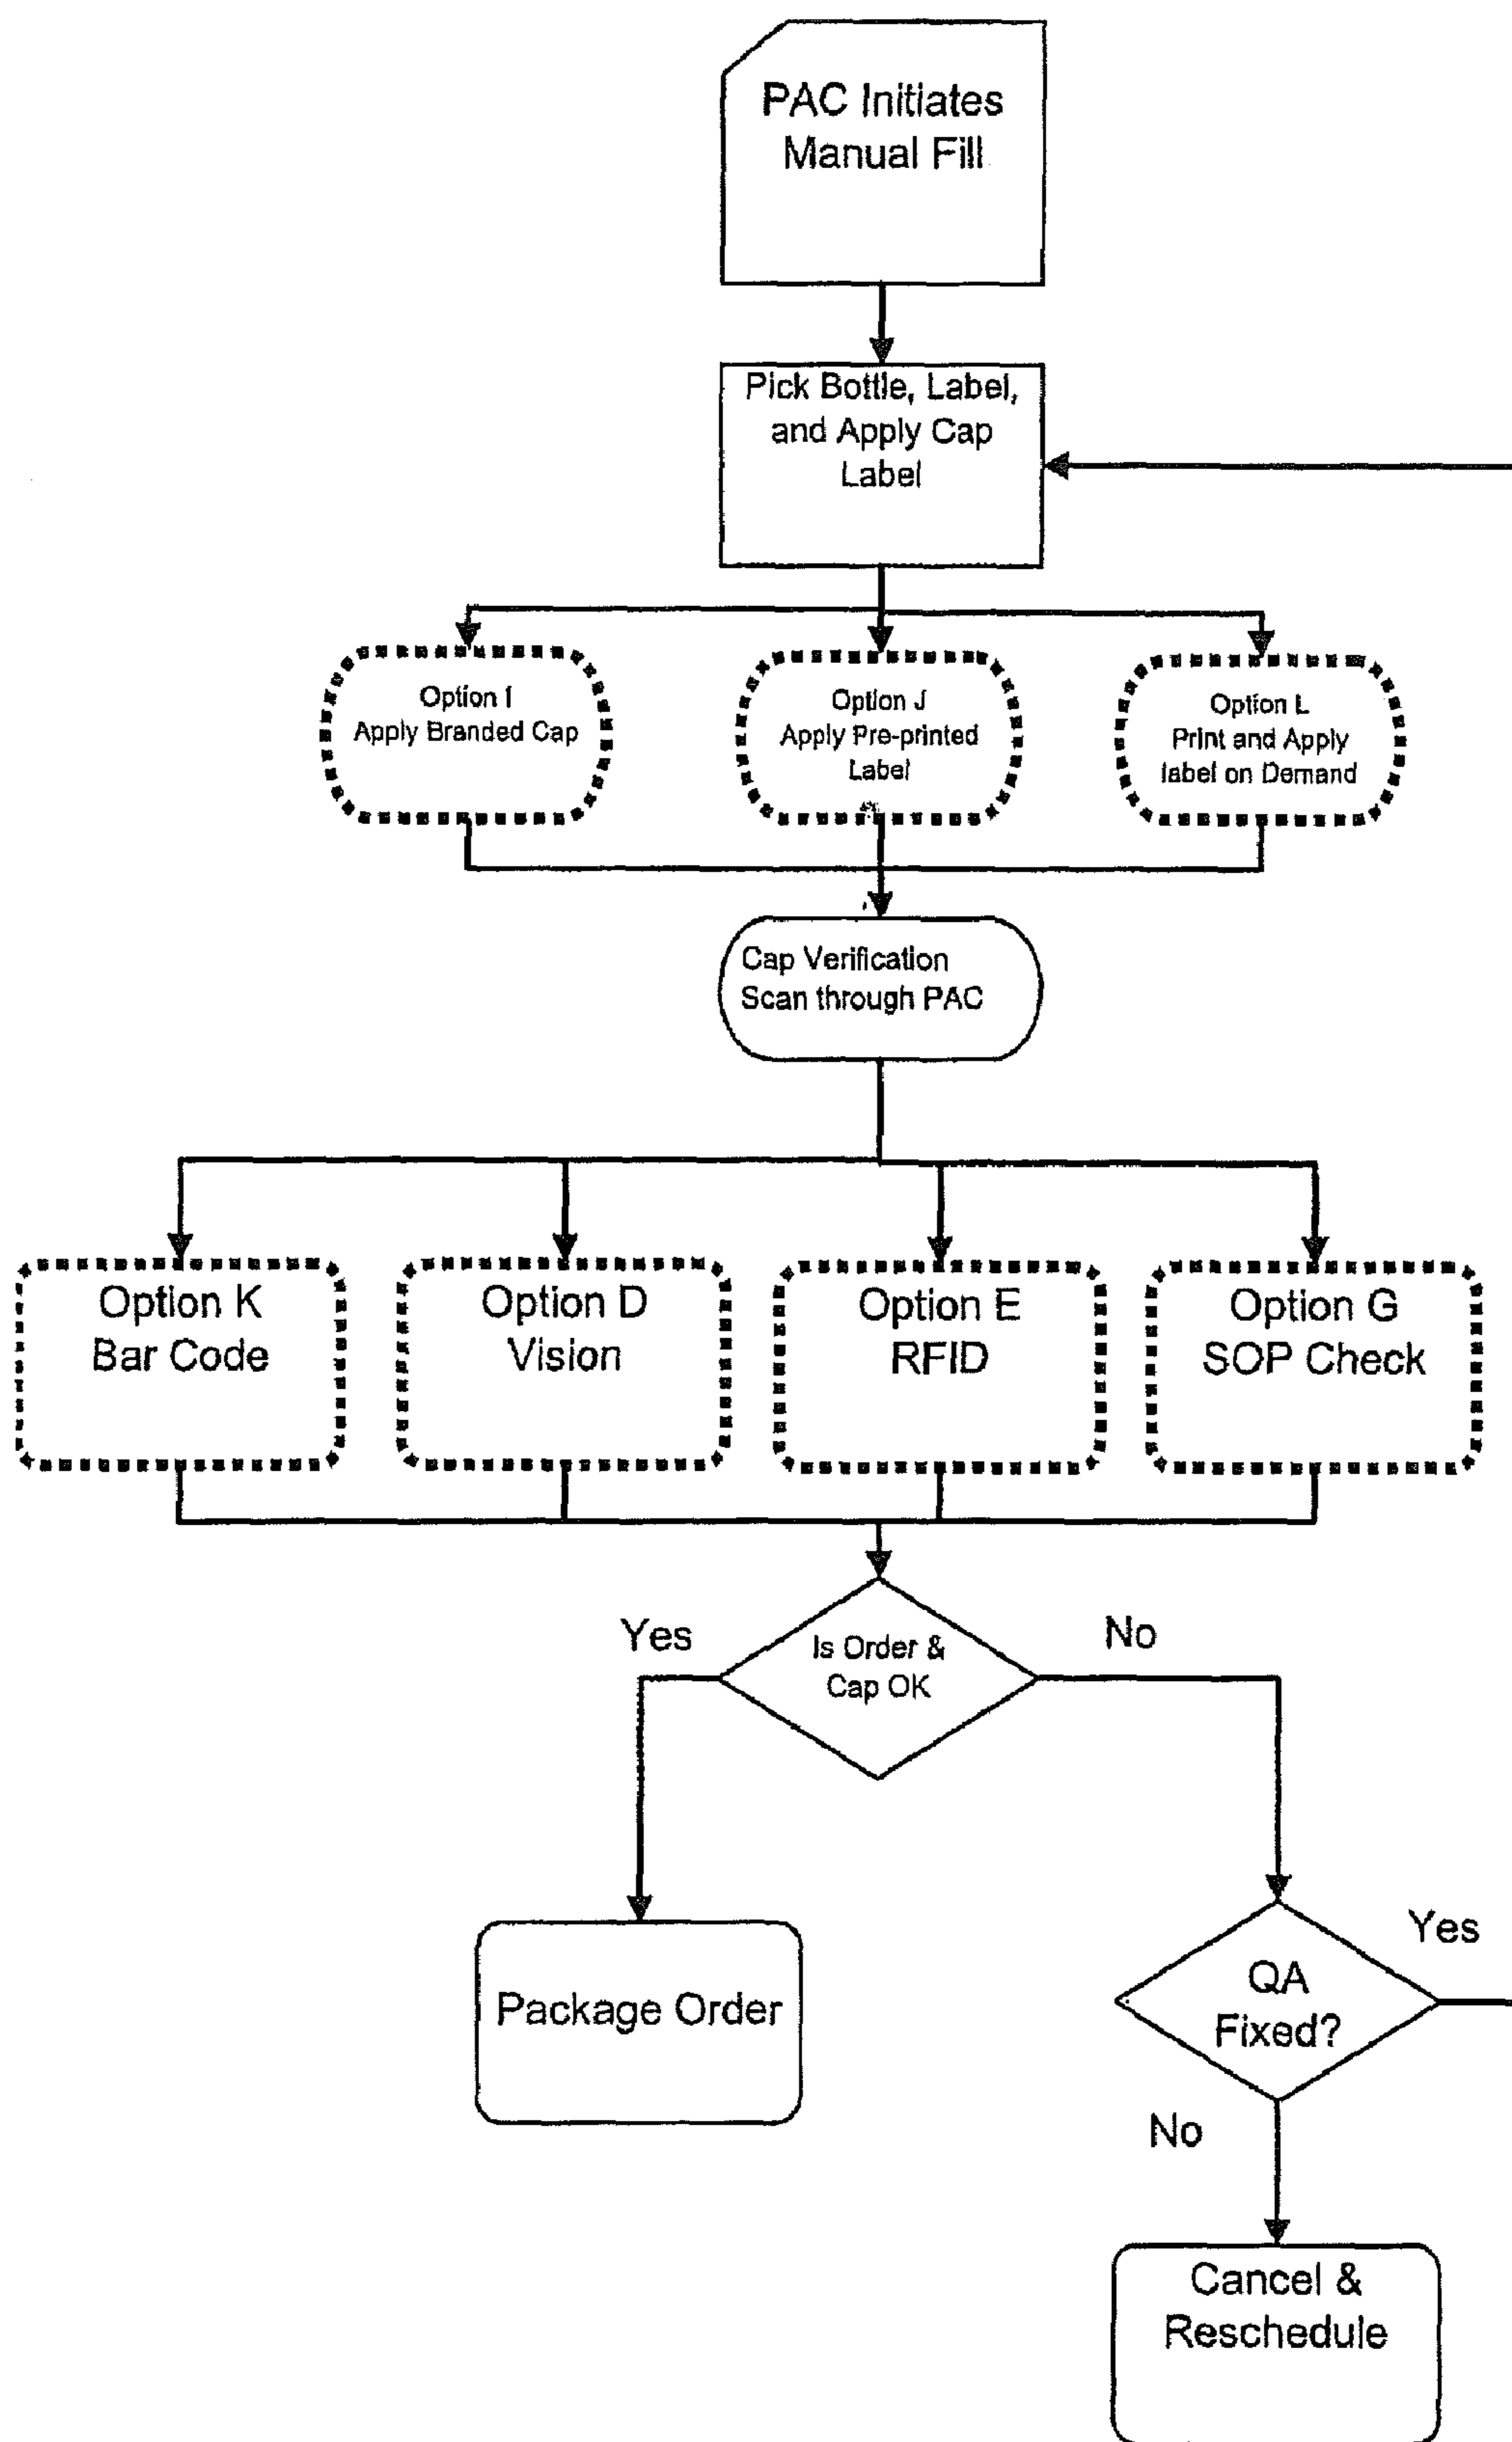 PAC Initiates
Manual Fill
Pick Bottle, Label,
and Apply Cap
Label
Option I
Apply Branded Cap
Option J
Apply Pre-printed
Label
Option L
Print and Apply
label on Demand
Cap Verification
Scan through PAC
Option K
Bar Code
Option D
Vision
Option E
RFID
Option G
SOP Check
Yes
Is Order &
Cap OK
No
Package Order
QA
Fixed?
Yes
No
Cancel &
Reschedule